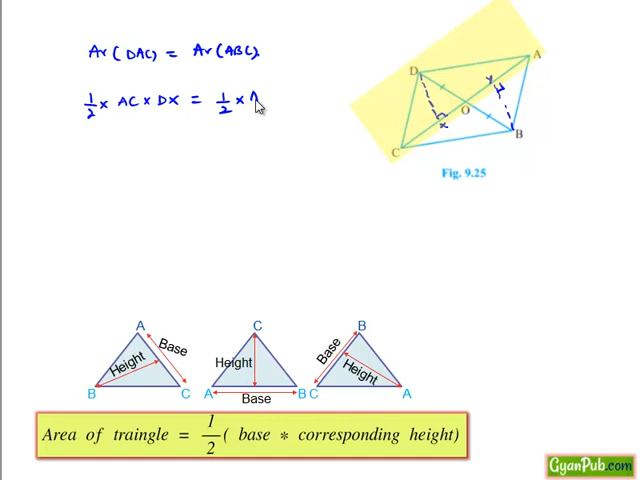 Ar ( DAC) = Ar (ABC)
1/2 × AC × DX = 1/2 × A
D
A
Y
O
X
B
C
Fig. 9.25
A
Base
Height
B
C
C
Height
A
Base
B
B
Base
Height
C
A
Area of traingle = 1/2 ( base * corresponding height)
GyanPub.com